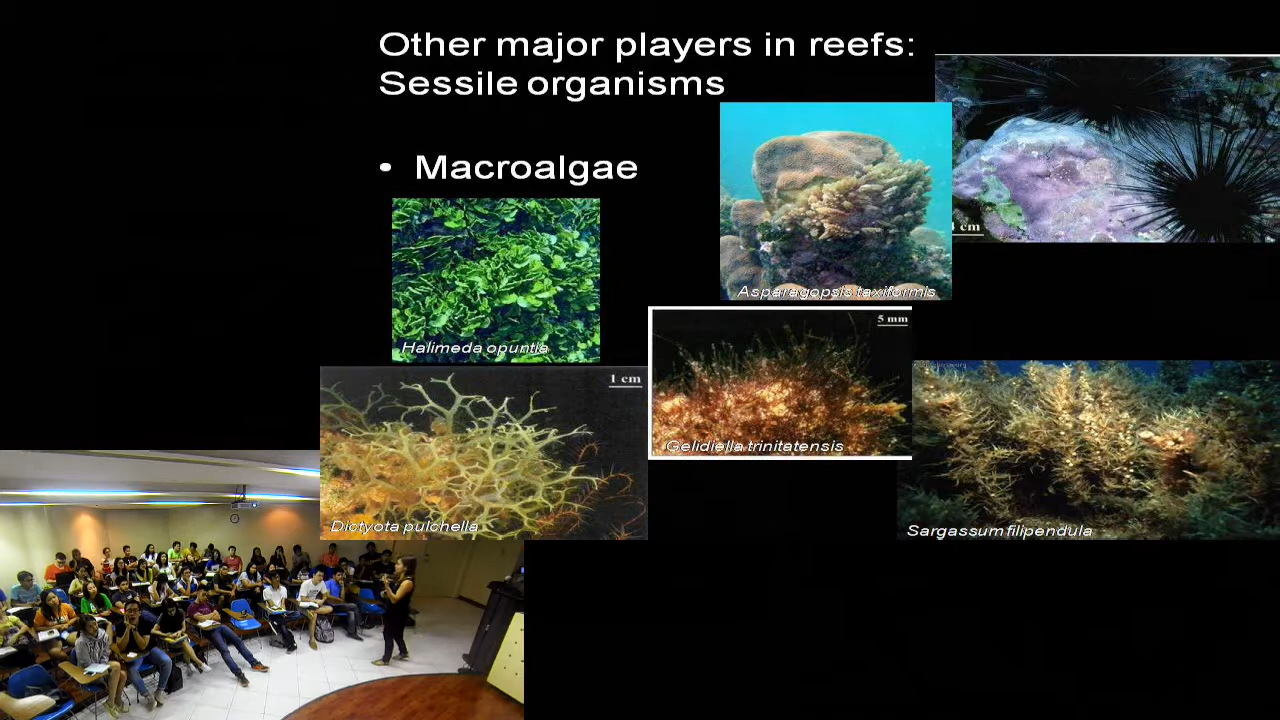 Other major players in reefs:
Sessile organisms
• Macroalgae
cm
Asparagopsis taxiformis
5 mm
Halimeda opuntia
1 cm
Gelidiella trinitatensis
Dictyota pulchella
Sargassum filipendula